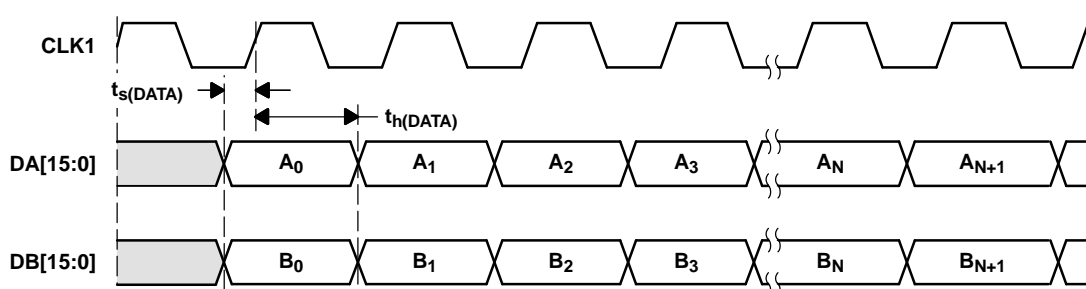 CLK1
ts(DATA)
th(DATA)
DA[15:0] A0 A1 A2 A3 AN AN+1
DB[15:0] B0 B1 B2 B3 BN BN+1